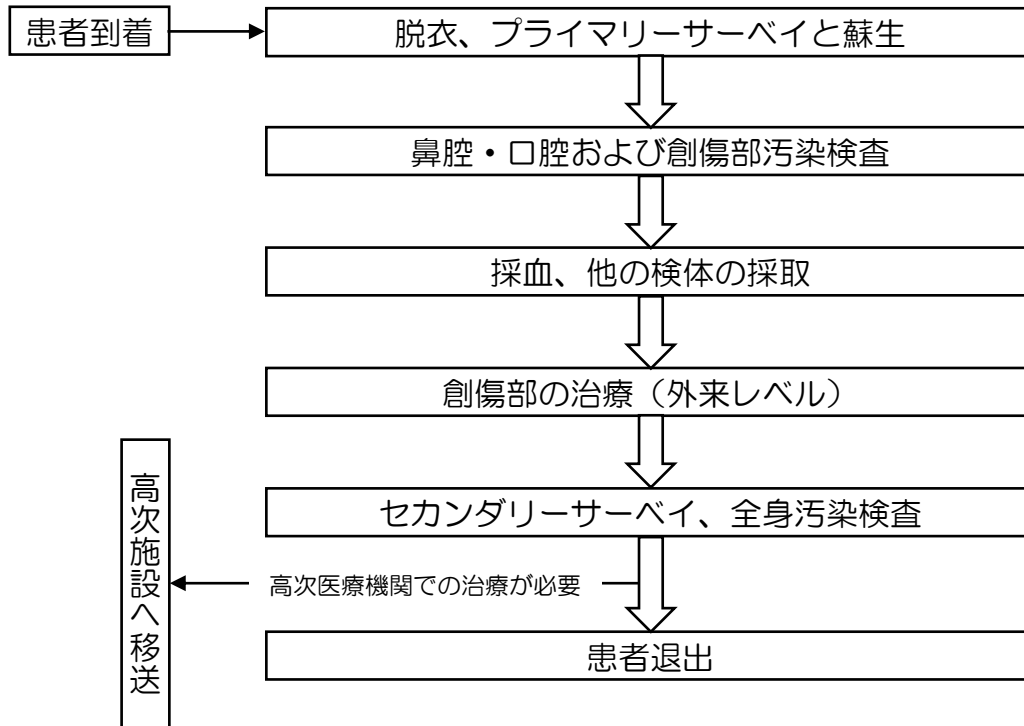 患者到着
脱衣、プライマリーサーベイと蘇生
鼻腔・口腔および創傷部汚染検査
採血、他の検体の採取
創傷部の治療（外来レベル）
セカンダリーサーベイ、全身汚染検査
高次医療機関での治療が必要
高次施設へ移送
患者退出